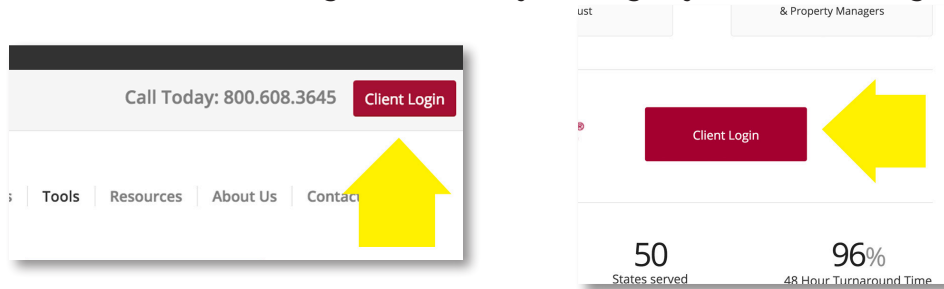 Call Today: 800.608.3645
Client Login
Tools
Resources
About Us
ust
& Property Managers
®
Client Login
50
States served
96%
48 Hour Turnaround Time